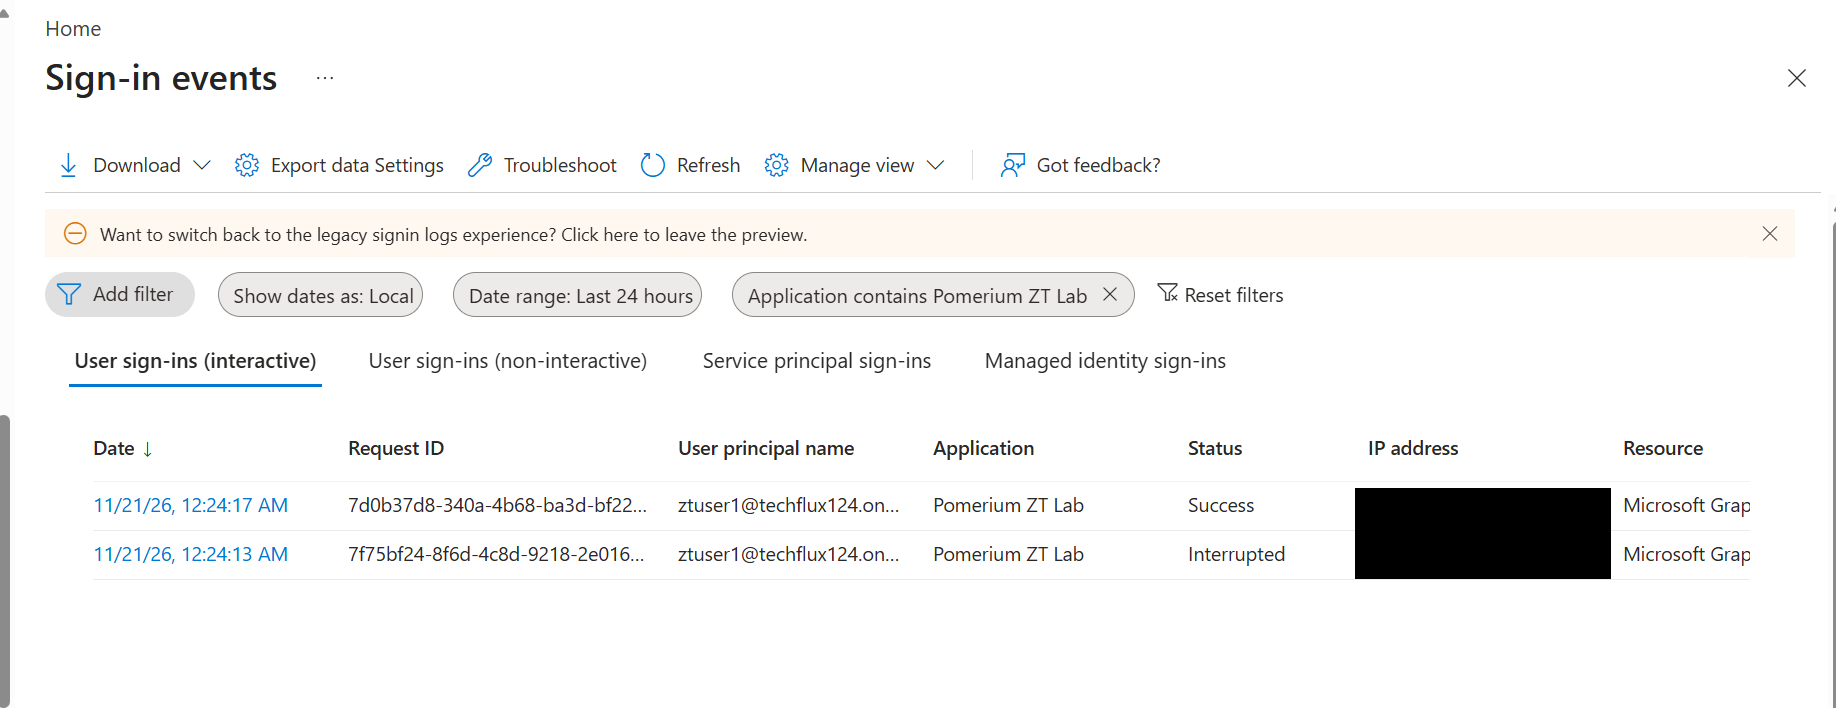 Home
Sign-in events ...
Download Export data Settings Troubleshoot Refresh Manage view Got feedback?
Want to switch back to the legacy signin logs experience? Click here to leave the preview.
Add filter Show dates as: Local Date range: Last 24 hours Application contains Pomerium ZT Lab Reset filters
User sign-ins (interactive) User sign-ins (non-interactive) Service principal sign-ins Managed identity sign-ins
Date ↓ Request ID User principal name Application Status IP address Resource
11/21/26, 12:24:17 AM 7d0b37d8-340a-4b68-ba3d-bf22... ztuser1@techflux124.on... Pomerium ZT Lab Success Microsoft Grap
11/21/26, 12:24:13 AM 7f75bf24-8f6d-4c8d-9218-2e016... ztuser1@techflux124.on... Pomerium ZT Lab Interrupted Microsoft Grap